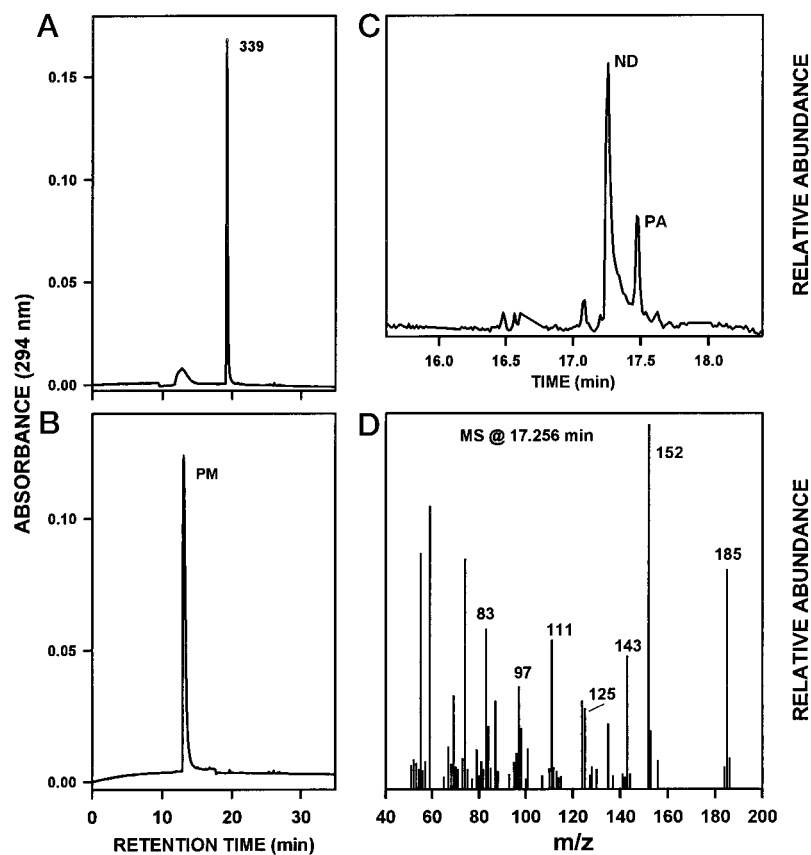 A
339
0.15
0.10
0.05
0.00
ABSORBANCE (294 nm)
B
PM
0.10
0.05
0.00
0 10 20 30
RETENTION TIME (min)
C
ND
PA
16.0 16.5 17.0 17.5 18.0
TIME (min)
RELATIVE ABUNDANCE
D
MS @ 17.256 min
152
185
83
111
143
97
125
40 60 80 100 120 140 160 180 200
m/z
RELATIVE ABUNDANCE